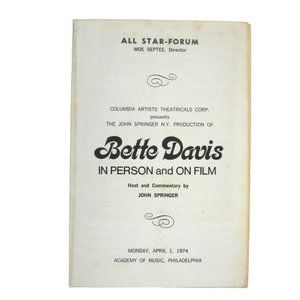 ALL STAR-FORUM
MOE SEPTEE, Director
COLUMBIA ARTISTS THEATRICALS CORP.
presents
THE JOHN SPRINGER N.Y. PRODUCTION OF
Bette Davis
IN PERSON and ON FILM
Host and Commentary by
JOHN SPRINGER
MONDAY, APRIL 1, 1974
ACADEMY OF MUSIC, PHILADELPHIA